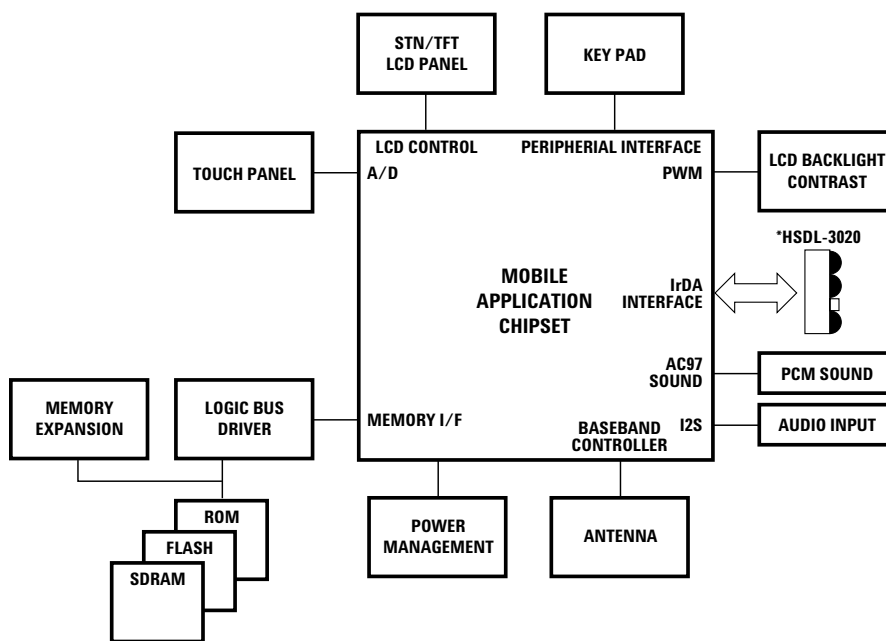 STN/TFT
LCD PANEL
KEY PAD
TOUCH PANEL
LCD CONTROL
A/D
PERIPHERIAL INTERFACE
PWM
LCD BACKLIGHT
CONTRAST
*HSDL-3020
MOBILE
APPLICATION
CHIPSET
IrDA
INTERFACE
AC97
SOUND
PCM SOUND
MEMORY
EXPANSION
LOGIC BUS
DRIVER
MEMORY I/F
BASEBAND
CONTROLLER
I2S
AUDIO INPUT
ROM
FLASH
SDRAM
POWER
MANAGEMENT
ANTENNA